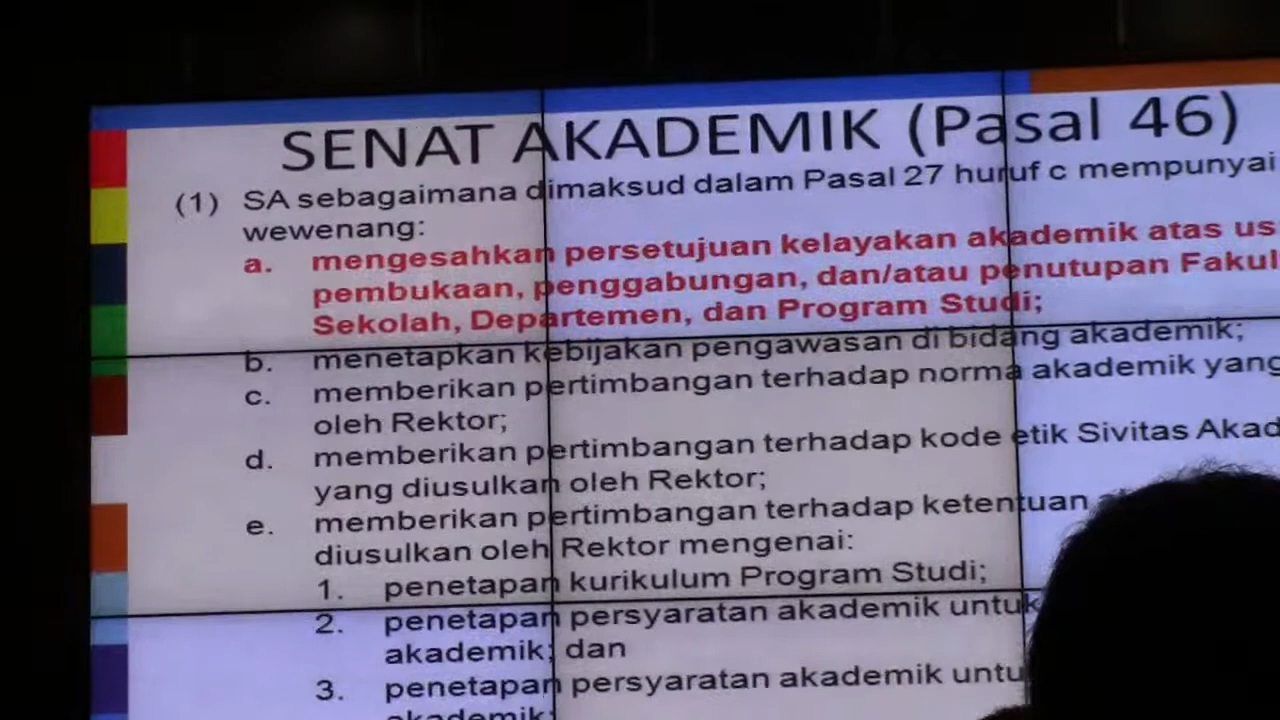 SENAT AKADEMIK (Pasal 46)
(1) SA sebagaimana dimaksud dalam Pasal 27 huruf c mempunyai
wewenang:
a. mengesahkan persetujuan kelayakan akademik atas us
pembukaan, penggabungan, dan/atau penutupan Fakul
Sekolah, Departemen, dan Program Studi;
b. menetapkan kebijakan pengawasan di bidang akademik;
c. memberikan pertimbangan terhadap norma akademik yang
oleh Rektor;
d. memberikan pertimbangan terhadap kode etik Sivitas Akad
yang diusulkan oleh Rektor;
e. memberikan pertimbangan terhadap ketentuan
diusulkan oleh Rektor mengenai:
1. penetapan kurikulum Program Studi;
2. penetapan persyaratan akademik untuk
akademik; dan
3. penetapan persyaratan akademik untu
akademik;